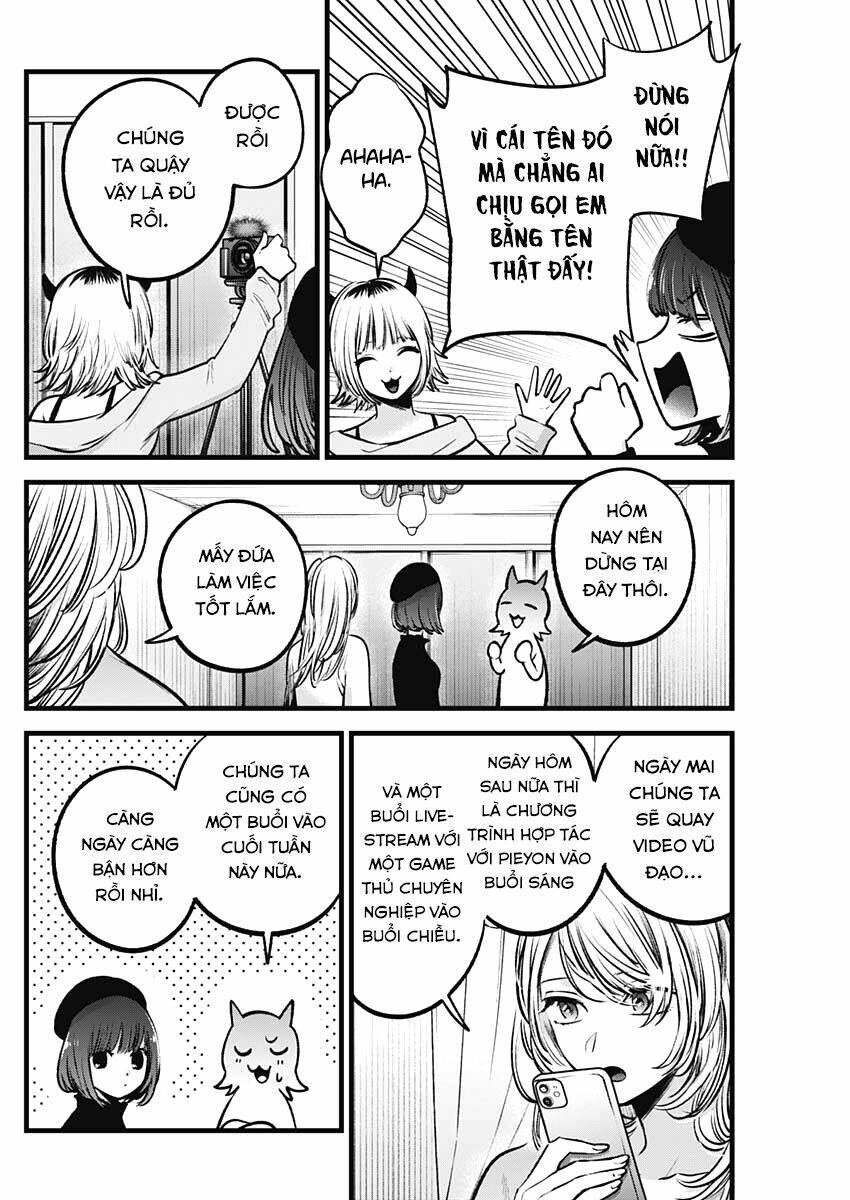 ĐỪNG
NÓI
NỮA!!
VÌ CÁI TÊN ĐÓ
MÀ CHẲNG AI
CHỊU GỌI EM
BẰNG TÊN
THẬT ĐẤY!
AHAHA-
HA.
ĐƯỢC
RỒI
CHÚNG
TA QUẬY
VẬY LÀ ĐỦ
RỒI.
HÔM
NAY NÊN
DỪNG TẠI
ĐÂY THÔI.
MẤY ĐỨA
LÀM VIỆC
TỐT LẮM.
NGÀY MAI
CHÚNG TA
SẼ QUAY
VIDEO VŨ
ĐẠO...
NGÀY HÔM
SAU NỮA THÌ
LÀ CHƯƠNG
TRÌNH HỢP TÁC
VỚI PIEYON VÀO
BUỔI SÁNG
VÀ MỘT
BUỔI LIVE-
STREAM VỚI
MỘT GAME
THỦ CHUYÊN
NGHIỆP VÀO
BUỔI CHIỀU.
CHÚNG TA
CŨNG CÓ
MỘT BUỔI VÀO
CUỐI TUẦN
NÀY NỮA.
CÀNG
NGÀY CÀNG
BẬN HƠN
RỒI NHỈ.